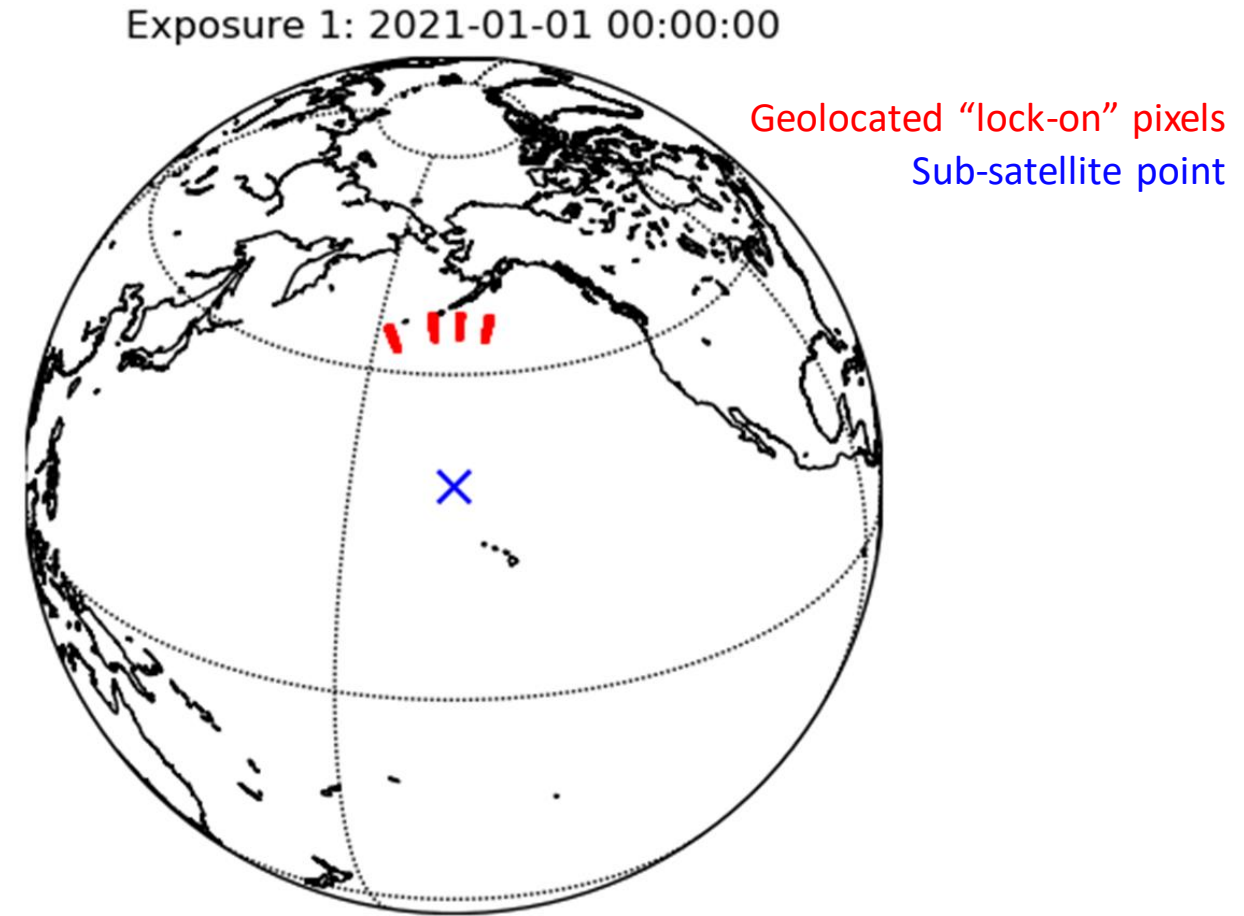 Exposure 1: 2021-01-01 00:00:00
Geolocated “lock-on” pixels
Sub-satellite point